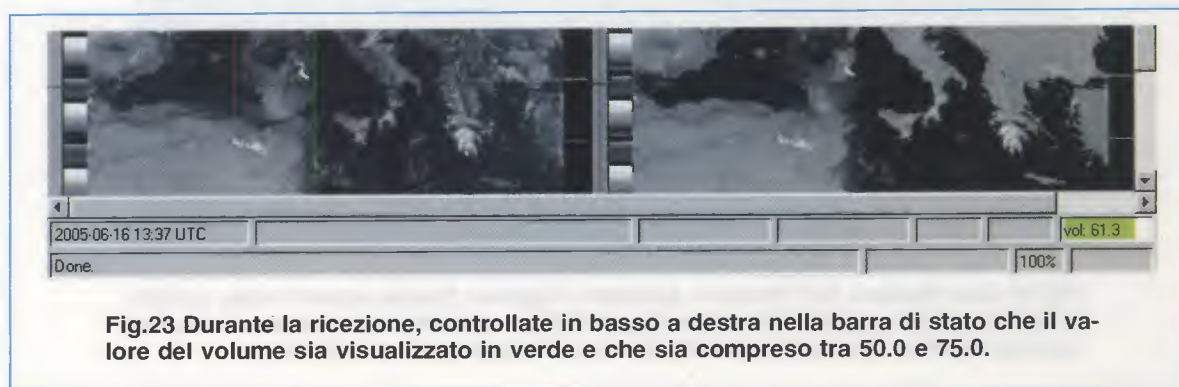 2005-06-16 13:37 UTC
vol: 61.3
Done.
100%
Fig.23 Durante la ricezione, controllate in basso a destra nella barra di stato che il va-
lore del volume sia visualizzato in verde e che sia compreso tra 50.0 e 75.0.